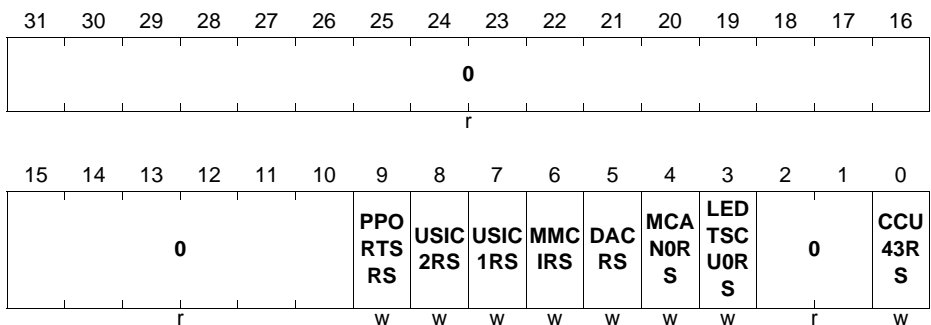 31 30 29 28 27 26 25 24 23 22 21 20 19 18 17 16
0
r
15 14 13 12 11 10 9 8 7 6 5 4 3 2 1 0
0 PPO RTS RS USIC 2RS USIC 1RS MMC IRS DAC RS MCA N0R S LED TSC U0R S 0 CCU 43R S
r w w w w w w w r w